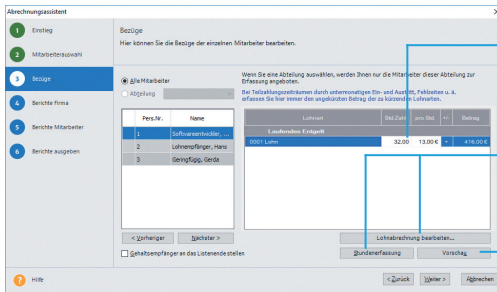 Abrechnungsassistent
1 Einstieg
2 Mitarbeiterauswahl
3 Bezüge
4 Berichte Firma
5 Berichte Mitarbeiter
6 Berichte ausgeben
Bezüge
Hier können Sie die Bezüge der einzelnen Mitarbeiter bearbeiten.
Alle Mitarbeiter
Abteilung
Wenn Sie eine Abteilung auswählen, werden Ihnen nur die Mitarbeiter dieser Abteilung zur
Erfassung angeboten.
Bei Teilzahlungszeiträumen durch untermonatigen Ein- und Austritt, Fehlzeiten u. ä.
erfassen Sie hier immer den ungekürzten Betrag der zu kürzenden Lohnarten.
Pers.Nr. Name
1 Softwareentwickler, ...
2 Lohnempfänger, Hans
3 Geringfügig, Gerda
Lohnart Std.Zahl pro Std. +/- Betrag
Laufendes Entgelt
0001 Lohn 32.00 13.00 € + 416.00 €
< Vorheriger Nächster >
Gehaltsempfänger an das Listenende stellen
Lohnabrechnung bearbeiten...
Stundenerfassung Vorschau
? Hilfe < Zurück Weiter > Abbrechen